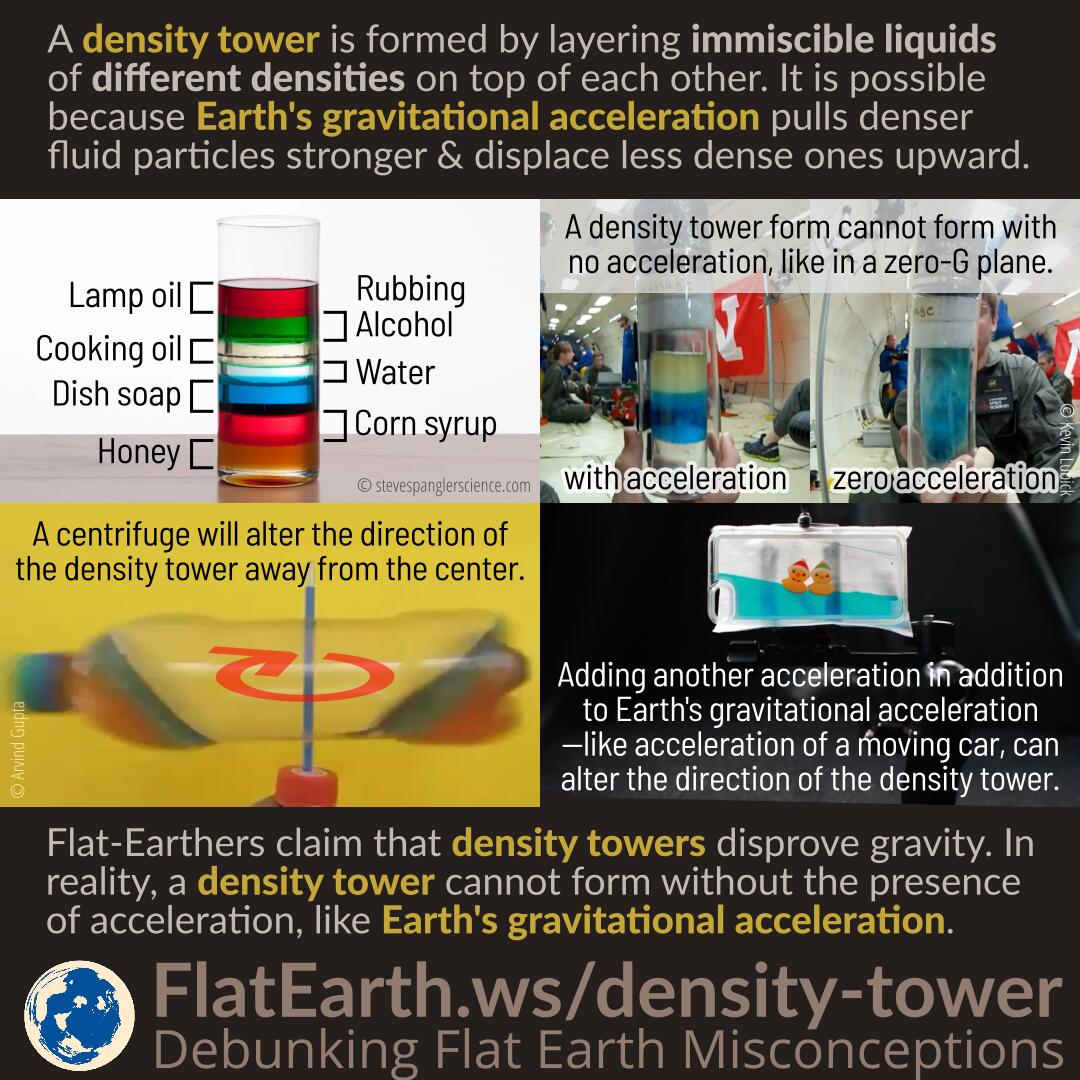 A density tower is formed by layering immiscible liquids
of different densities on top of each other. It is possible
because Earth's gravitational acceleration pulls denser
fluid particles stronger & displace less dense ones upward.
Lamp oil
Cooking oil
Dish soap
Honey
Rubbing
Alcohol
Water
Corn syrup
© stevespanglerscience.com
A density tower form cannot form with
no acceleration, like in a zero-G plane.
with acceleration
zero acceleration
A centrifuge will alter the direction of
the density tower away from the center.
© Arvind Gupta
Adding another acceleration in addition
to Earth's gravitational acceleration
—like acceleration of a moving car, can
alter the direction of the density tower.
Flat-Earthers claim that density towers disprove gravity. In
reality, a density tower cannot form without the presence
of acceleration, like Earth's gravitational acceleration.
FlatEarth.ws/density-tower
Debunking Flat Earth Misconceptions